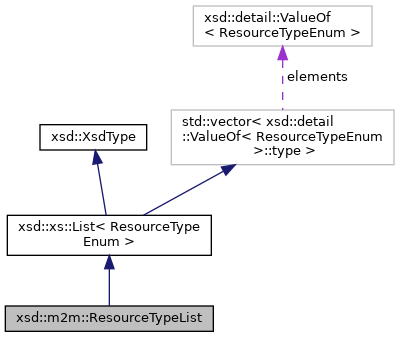 xsd::detail::ValueOf
< ResourceTypeEnum >
elements
std::vector< xsd::detail
::ValueOf< ResourceTypeEnum
>::type >
xsd::XsdType
xsd::xs::List< ResourceType
Enum >
xsd::m2m::ResourceTypeList